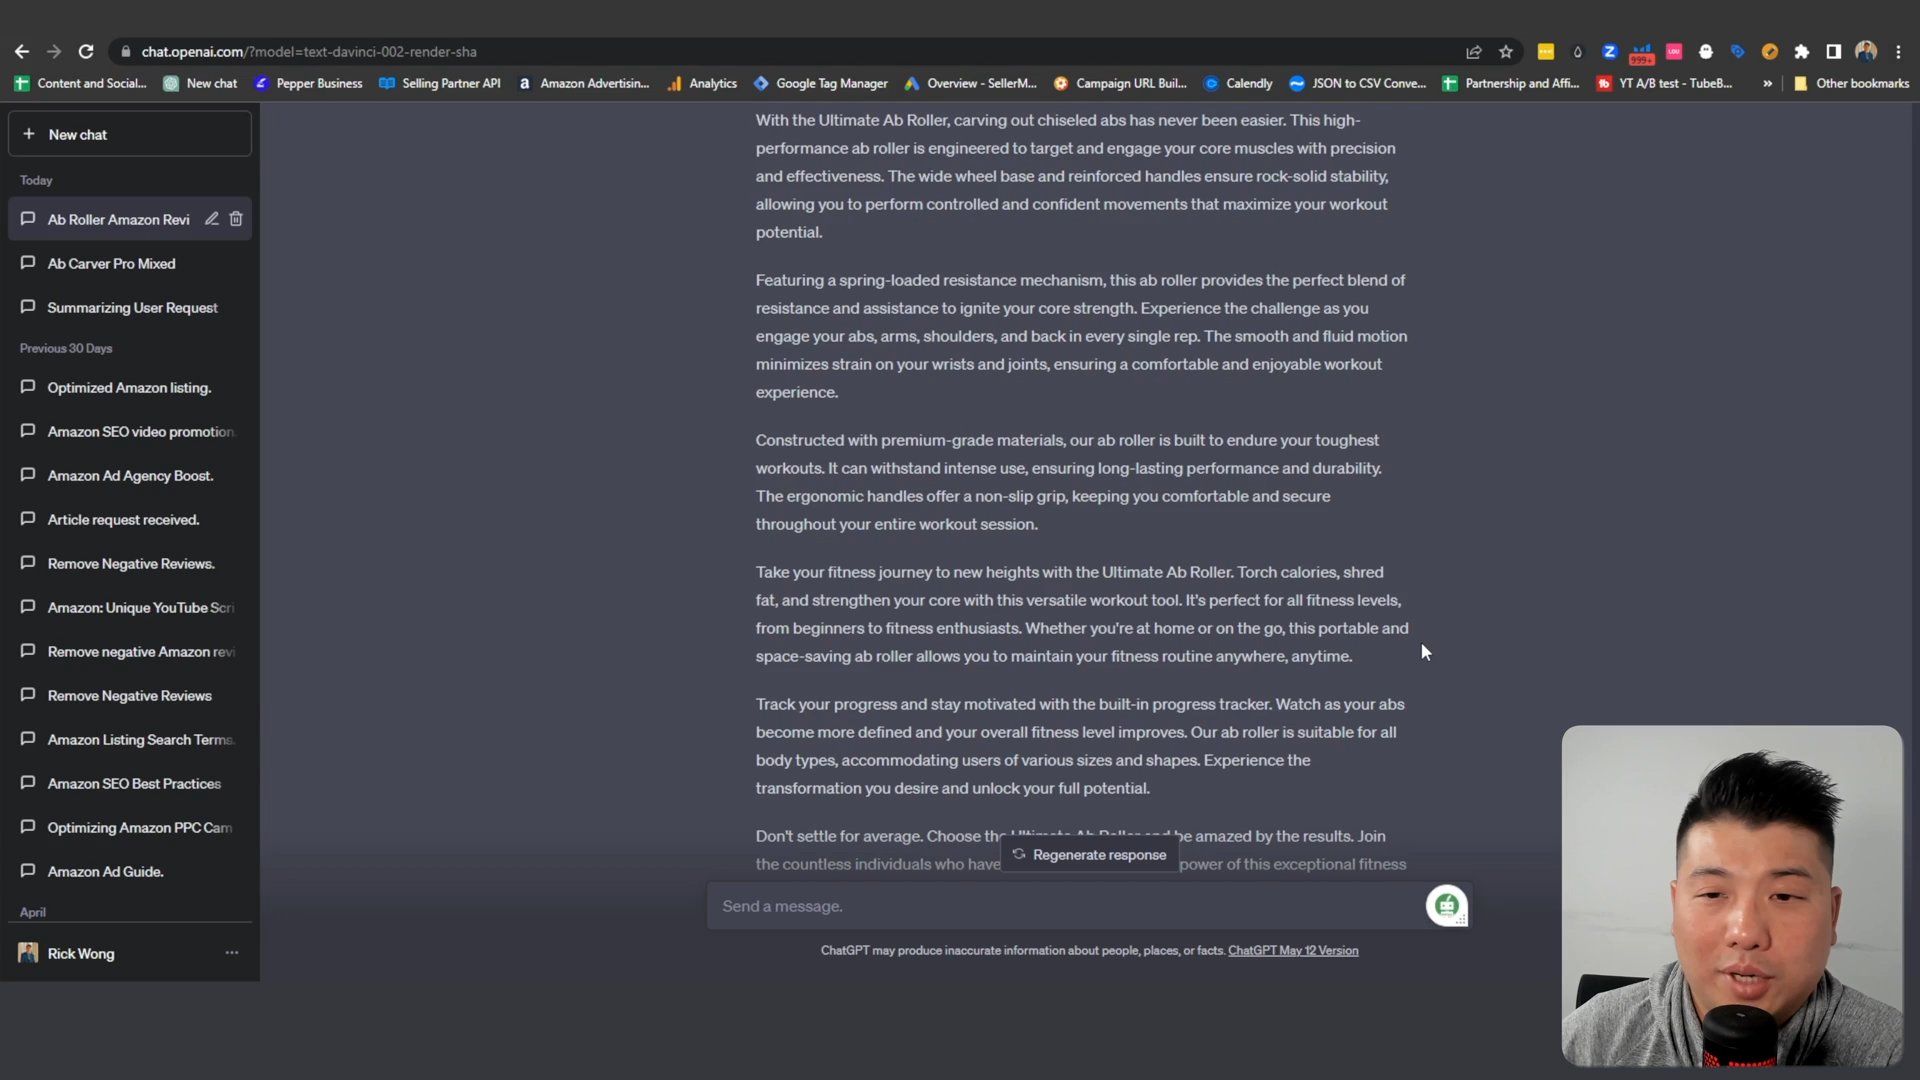 chat.openai.com/?model=text-davinci-002-render-sha
999+
LOU
Content and Social...
New chat
Pepper Business
Selling Partner API
Amazon Advertisin...
Analytics
Google Tag Manager
Overview - SellerM...
Campaign URL Buil...
Calendly
JSON to CSV Conve...
Partnership and Affi...
YT A/B test - TubeB...
»
Other bookmarks
+ New chat
Today
Ab Roller Amazon Revi
Ab Carver Pro Mixed
Summarizing User Request
Previous 30 Days
Optimized Amazon listing.
Amazon SEO video promotion.
Amazon Ad Agency Boost.
Article request received.
Remove Negative Reviews.
Amazon: Unique YouTube Scri
Remove negative Amazon revi
Remove Negative Reviews
Amazon Listing Search Terms.
Amazon SEO Best Practices
Optimizing Amazon PPC Cam
Amazon Ad Guide.
April
Rick Wong
With the Ultimate Ab Roller, carving out chiseled abs has never been easier. This high-
performance ab roller is engineered to target and engage your core muscles with precision
and effectiveness. The wide wheel base and reinforced handles ensure rock-solid stability,
allowing you to perform controlled and confident movements that maximize your workout
potential.
Featuring a spring-loaded resistance mechanism, this ab roller provides the perfect blend of
resistance and assistance to ignite your core strength. Experience the challenge as you
engage your abs, arms, shoulders, and back in every single rep. The smooth and fluid motion
minimizes strain on your wrists and joints, ensuring a comfortable and enjoyable workout
experience.
Constructed with premium-grade materials, our ab roller is built to endure your toughest
workouts. It can withstand intense use, ensuring long-lasting performance and durability.
The ergonomic handles offer a non-slip grip, keeping you comfortable and secure
throughout your entire workout session.
Take your fitness journey to new heights with the Ultimate Ab Roller. Torch calories, shred
fat, and strengthen your core with this versatile workout tool. It's perfect for all fitness levels,
from beginners to fitness enthusiasts. Whether you're at home or on the go, this portable and
space-saving ab roller allows you to maintain your fitness routine anywhere, anytime.
Track your progress and stay motivated with the built-in progress tracker. Watch as your abs
become more defined and your overall fitness level improves. Our ab roller is suitable for all
body types, accommodating users of various sizes and shapes. Experience the
transformation you desire and unlock your full potential.
Don't settle for average. Choose the Ultimate Ab Roller and be amazed by the results. Join
the countless individuals who have power of this exceptional fitness
Regenerate response
Send a message.
ChatGPT may produce inaccurate information about people, places, or facts. ChatGPT May 12 Version